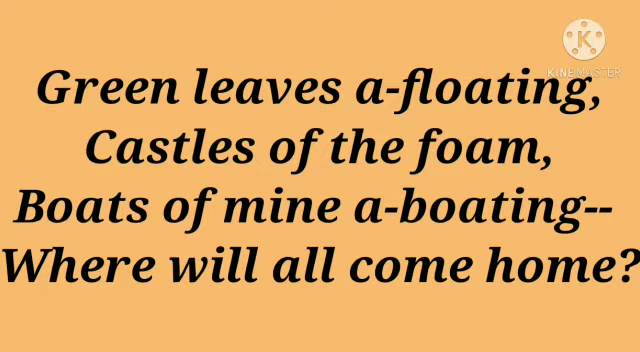 KINEMASTER
Green leaves a-floating,
Castles of the foam,
Boats of mine a-boating--
Where will all come home?